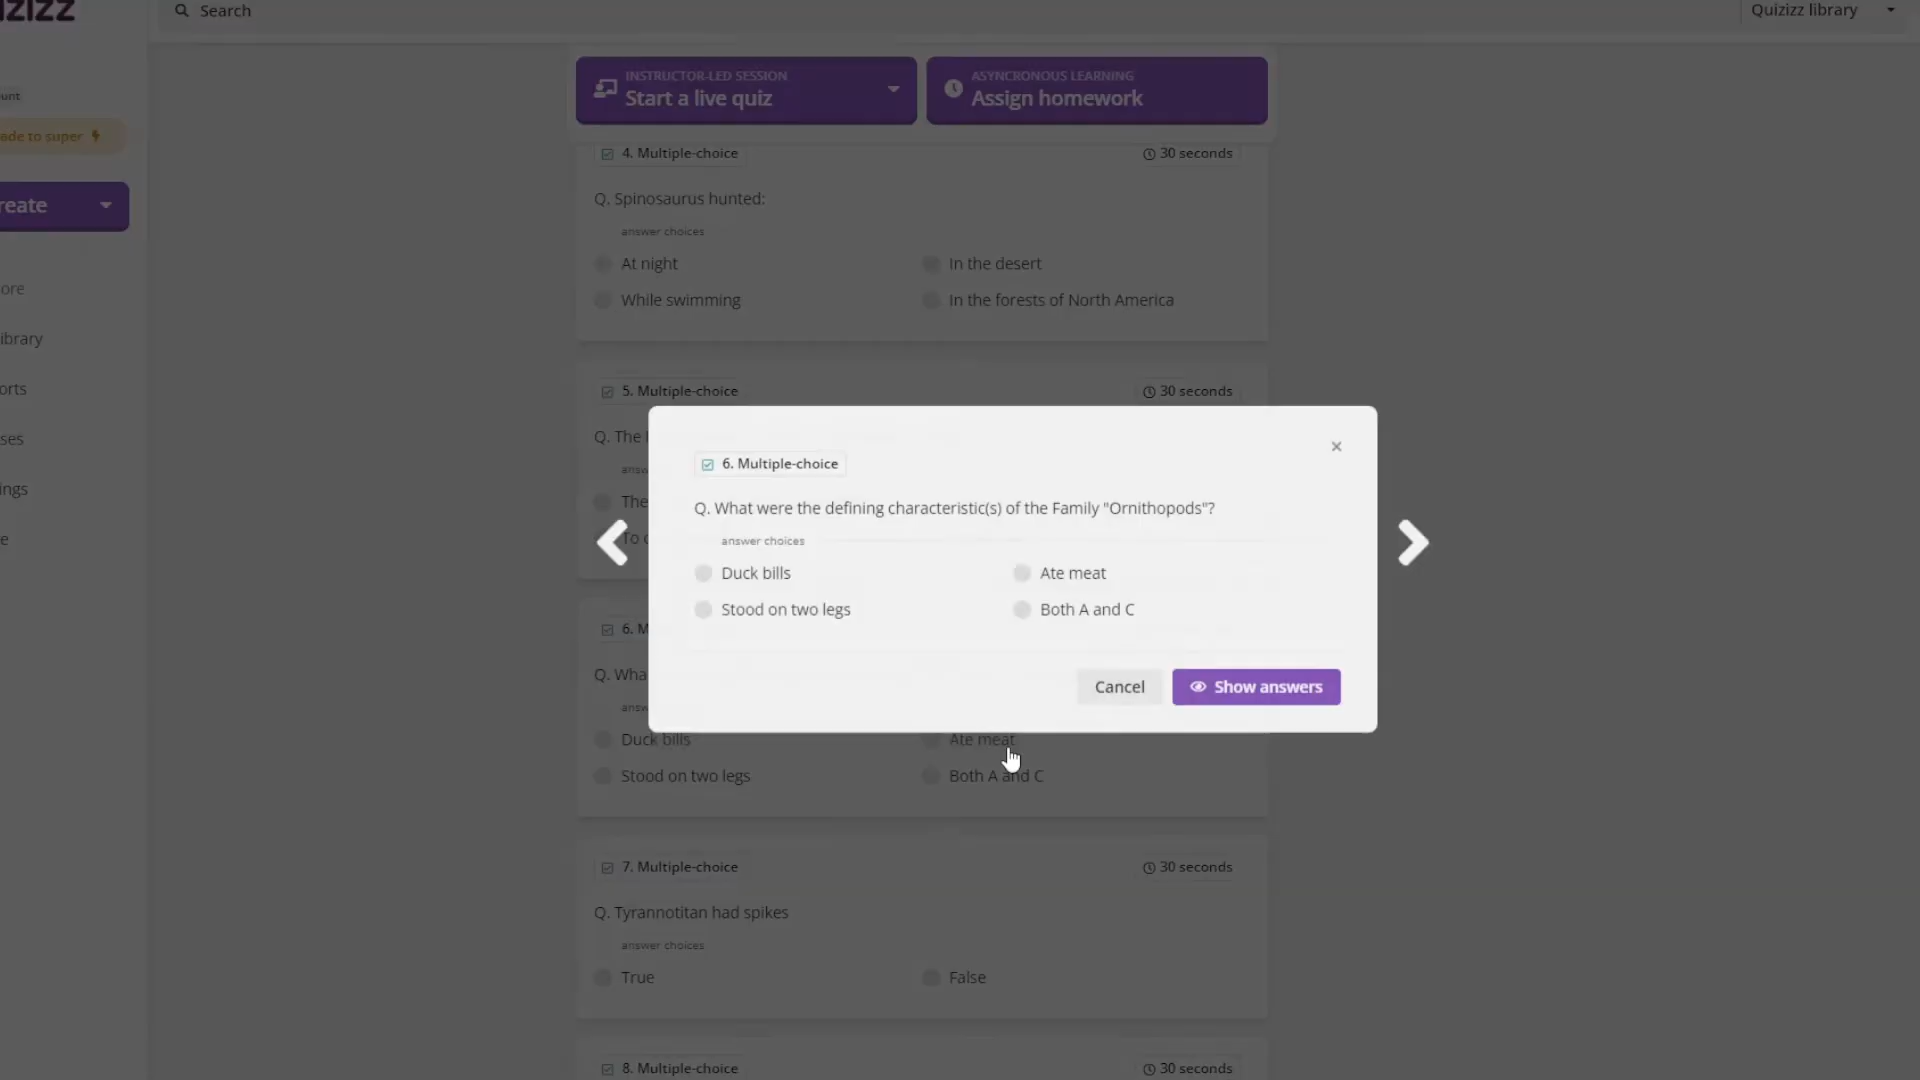 izizz
Search
Quizizz library
INSTRUCTOR-LED SESSION
Start a live quiz
ASYNCRONOUS LEARNING
Assign homework
unt
ade to super
reate
ore
ibrary
orts
ses
ings
e
4. Multiple-choice
30 seconds
Q. Spinosaurus hunted:
answer choices
At night
In the desert
While swimming
In the forests of North America
5. Multiple-choice
30 seconds
Q. The
answ
The
To c
6. Multiple-choice
Q. What were the defining characteristic(s) of the Family "Ornithopods"?
answer choices
Duck bills
Ate meat
Stood on two legs
Both A and C
Cancel
Show answers
6. M
Q. Wha
answ
Duck bills
Ate meat
Stood on two legs
Both A and C
7. Multiple-choice
30 seconds
Q. Tyrannotitan had spikes
answer choices
True
False
8. Multiple-choice
30 seconds